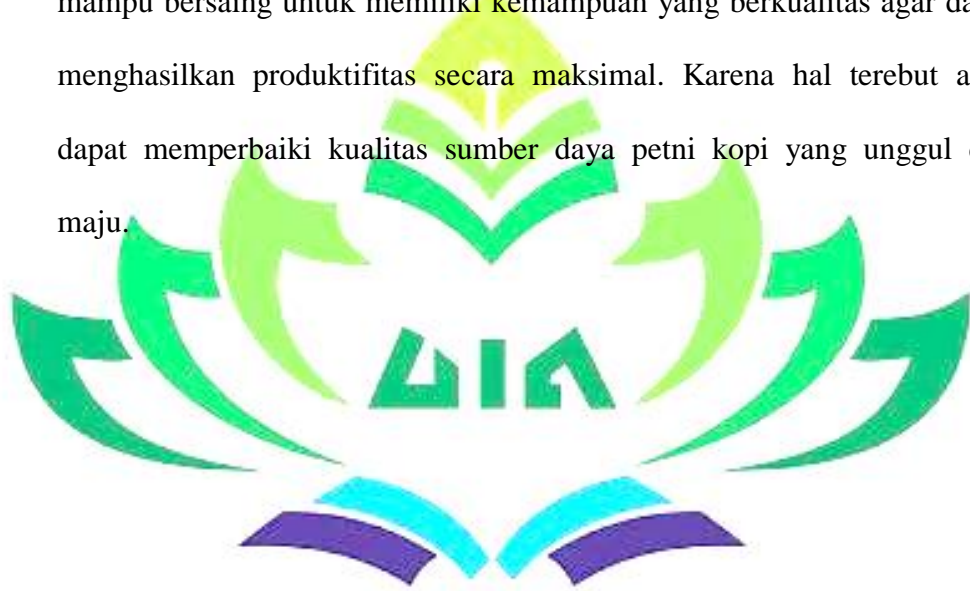 mampu bersaing untuk memiliki kemampuan yang berkualitas agar
menghasilkan produktifitas secara maksimal. Karena hal terebut
dapat memperbaiki kualitas sumber daya petni kopi yang unggul
maju.
UIN